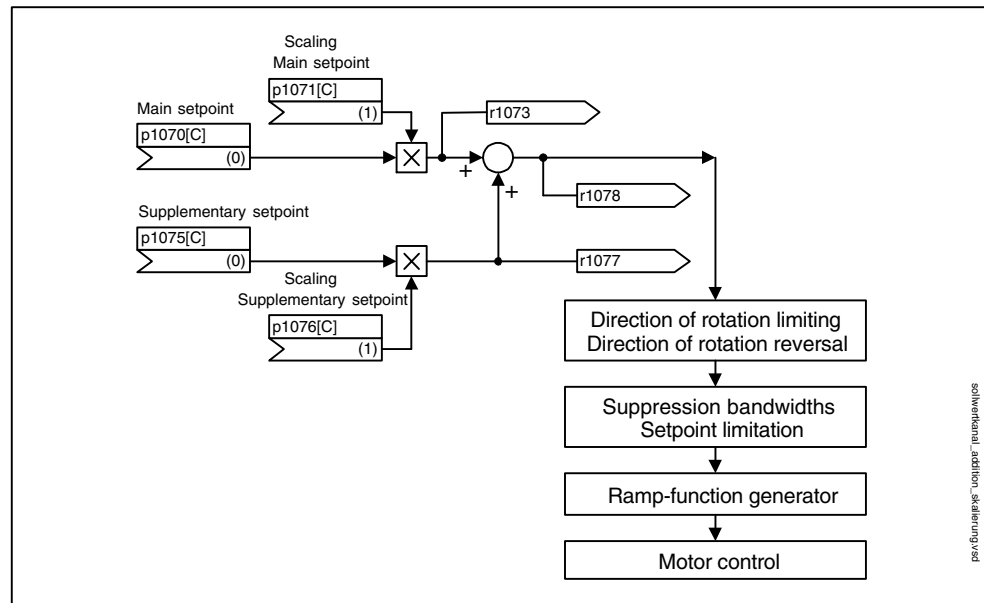 Scaling
Main setpoint
p1071[C]
(1)
Main setpoint
p1070[C]
(0)
r1073
+
+
r1078
Supplementary setpoint
p1075[C]
(0)
r1077
Scaling
Supplementary setpoint
p1076[C]
(1)
Direction of rotation limiting
Direction of rotation reversal
Suppression bandwidths
Setpoint limitation
Ramp-function generator
Motor control
sollwertkanal_addition_skalierung.vsd